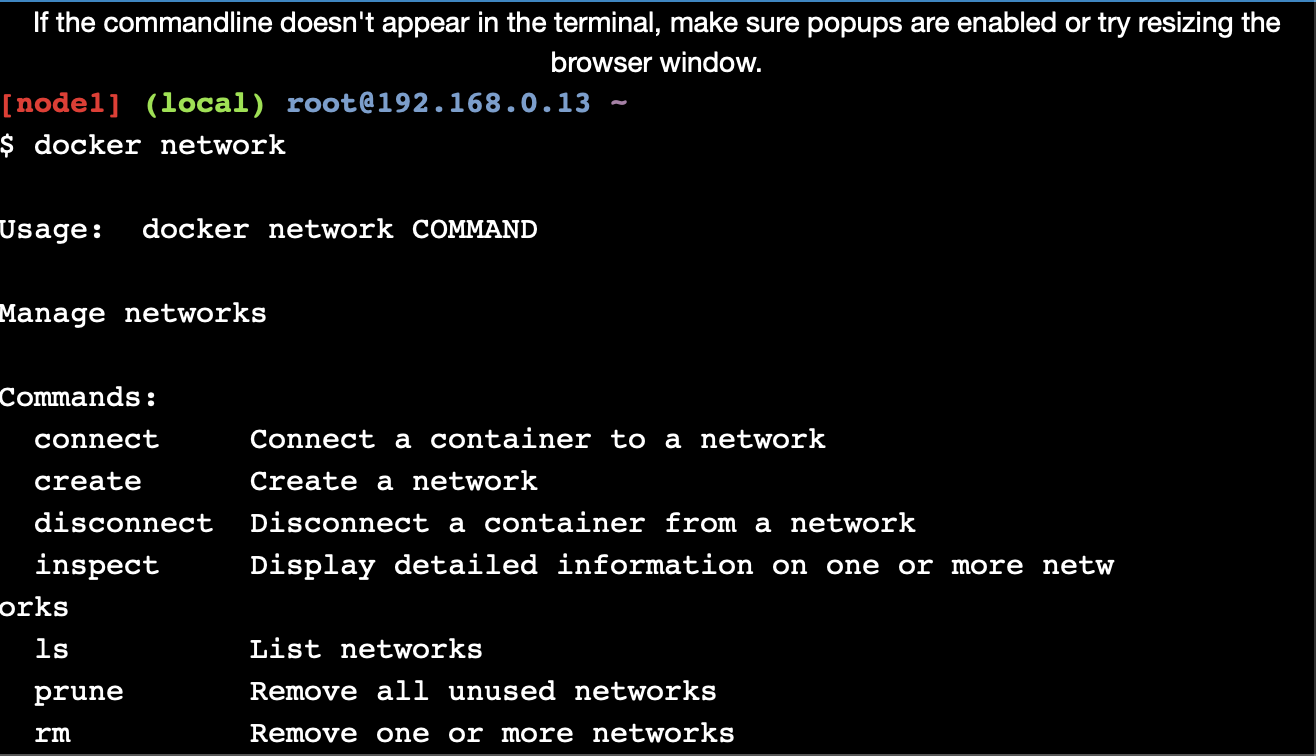 If the commandline doesn't appear in the terminal, make sure popups are enabled or try resizing the
browser window.
[node1] (local) root@192.168.0.13 ~
$ docker network
Usage:  docker network COMMAND
Manage networks
Commands:
  connect     Connect a container to a network
  create      Create a network
  disconnect  Disconnect a container from a network
  inspect     Display detailed information on one or more netw
orks
  ls          List networks
  prune       Remove all unused networks
  rm          Remove one or more networks